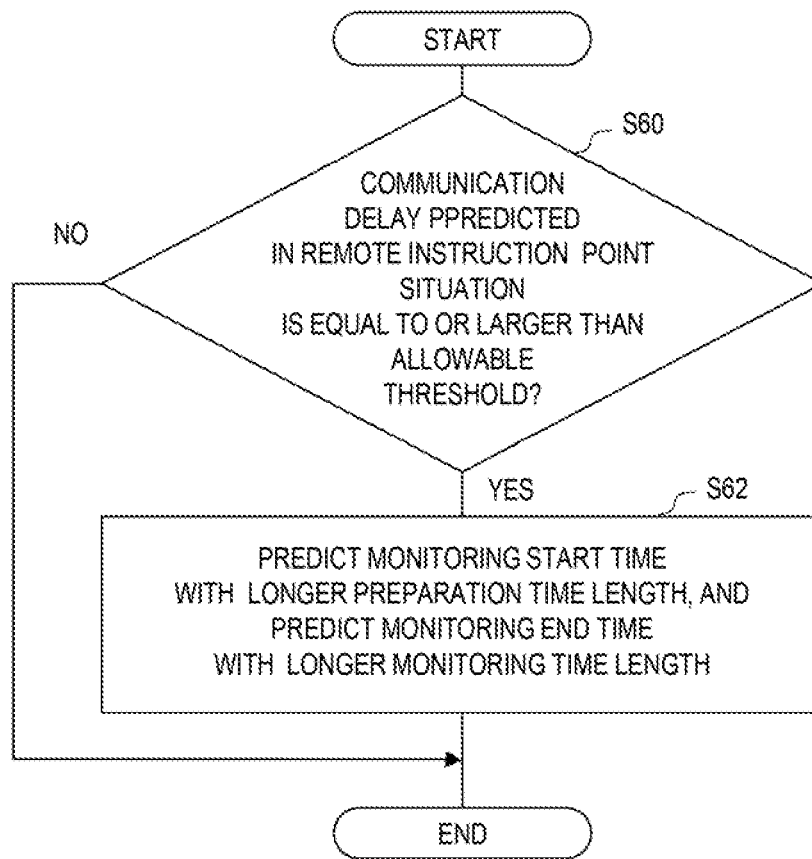 START
S60
COMMUNICATION
DELAY PPREDICTED
IN REMOTE INSTRUCTION POINT
SITUATION
IS EQUAL TO OR LARGER THAN
ALLOWABLE
THRESHOLD?
NO
YES
S62
PREDICT MONITORING START TIME
WITH LONGER PREPARATION TIME LENGTH, AND
PREDICT MONITORING END TIME
WITH LONGER MONITORING TIME LENGTH
END